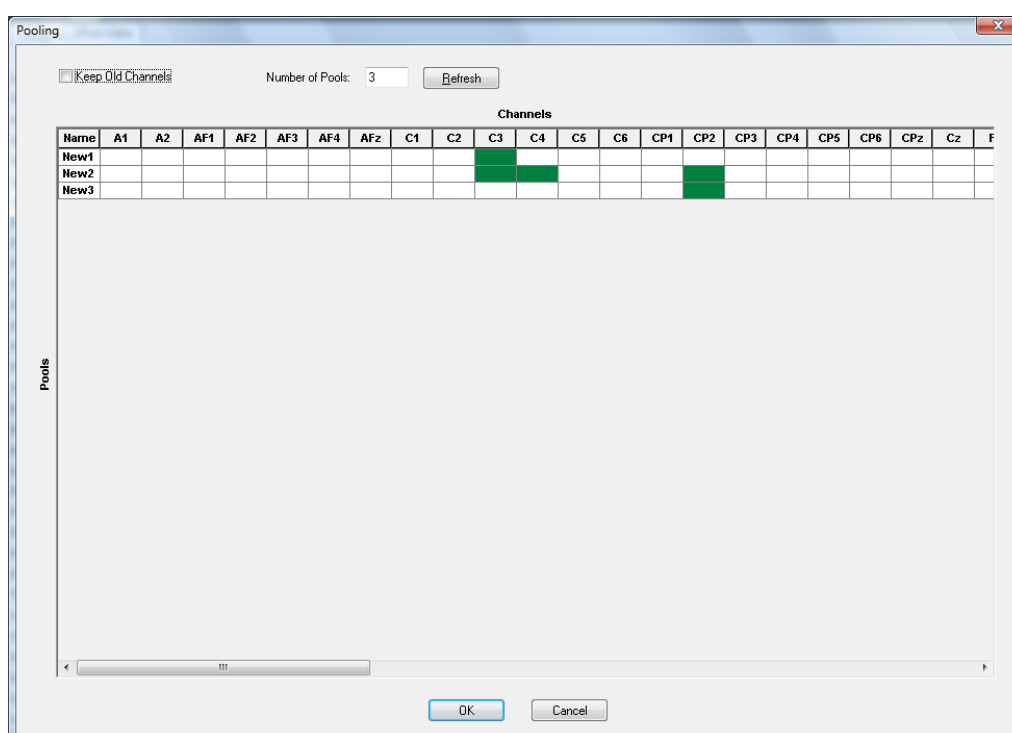 Pooling
Keep Old Channels Number of Pools: 3 Refresh
Channels
Name A1 A2 AF1 AF2 AF3 AF4 AFz C1 C2 C3 C4 C5 C6 CP1 CP2 CP3 CP4 CP5 CP6 CPz Cz F
New1
New2
New3
Pools
OK Cancel